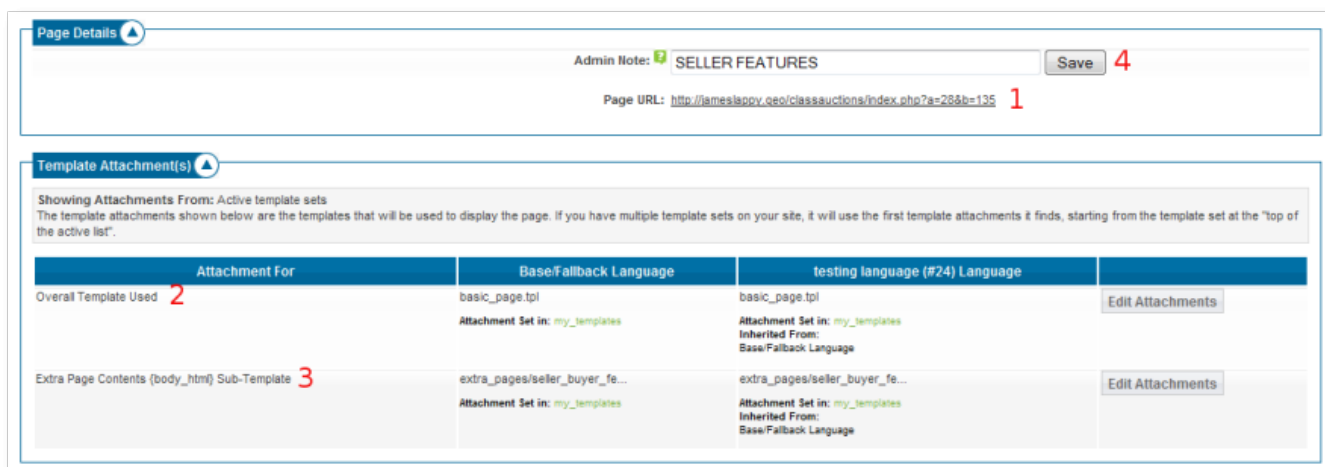 Page Details
Admin Note: SELLER FEATURES Save 4
Page URL: http://jameslappy.geo/classauctions/index.php?a=28&b=135 1
Template Attachment(s)
Showing Attachments From: Active template sets
The template attachments shown below are the templates that will be used to display the page. If you have multiple template sets on your site, it will use the first template attachments it finds, starting from the template set at the "top of
the active list".
Attachment For Base/Fallback Language testing language (#24) Language
Overall Template Used 2 basic_page.tpl basic_page.tpl Edit Attachments
Attachment Set in: my_templates Attachment Set in: my_templates
Inherited From:
Base/Fallback Language
Extra Page Contents {body_html} Sub-Template 3 extra_pages/seller_buyer_fe... extra_pages/seller_buyer_fe... Edit Attachments
Attachment Set in: my_templates Attachment Set in: my_templates
Inherited From:
Base/Fallback Language